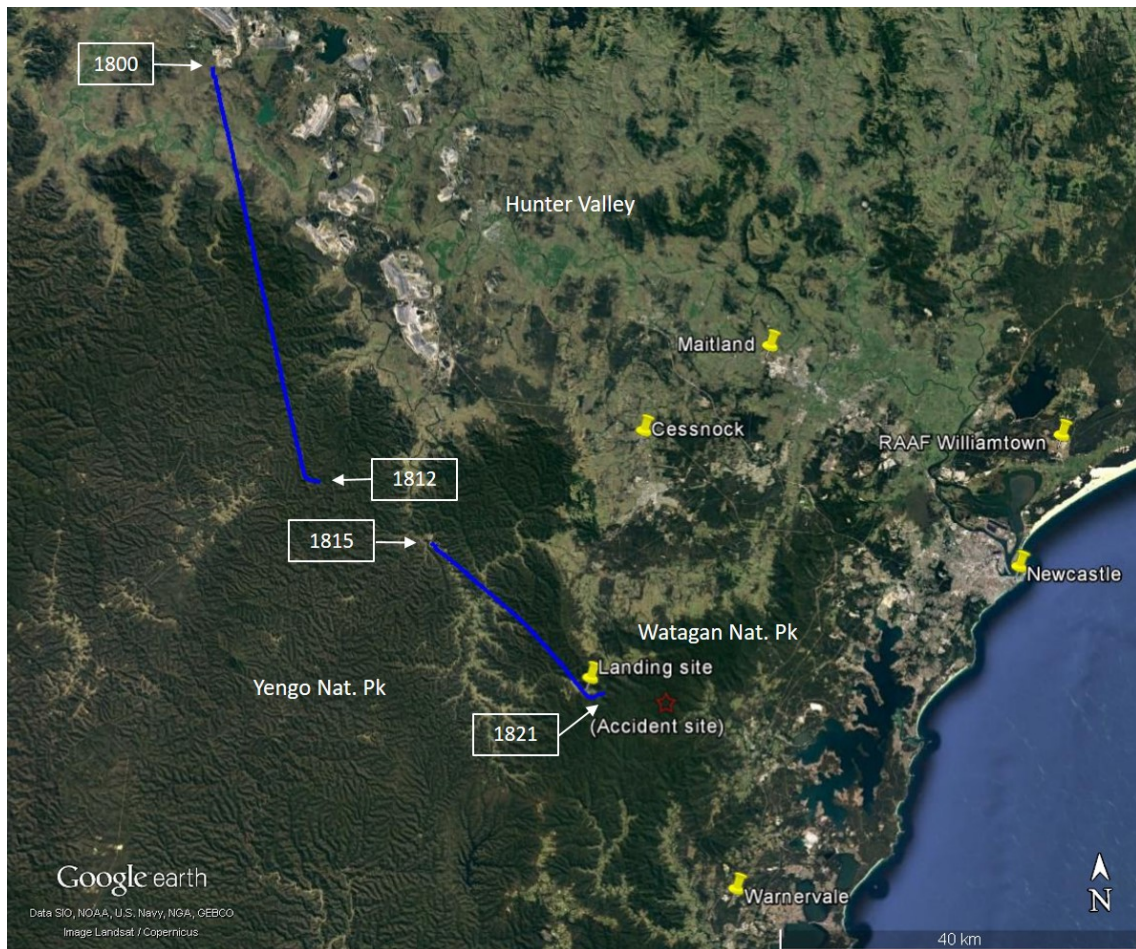 1800
Hunter Valley
Maitland
Cessnock
RAAF Williamtown
1812
1815
Newcastle
Watagan Nat. Pk
Landing site
Yengo Nat. Pk
(Accident site)
1821
Google earth
Warnervale
N
Data SIO, NOAA, U.S. Navy, NGA, GEBCO
Image Landsat / Copernicus
40 km